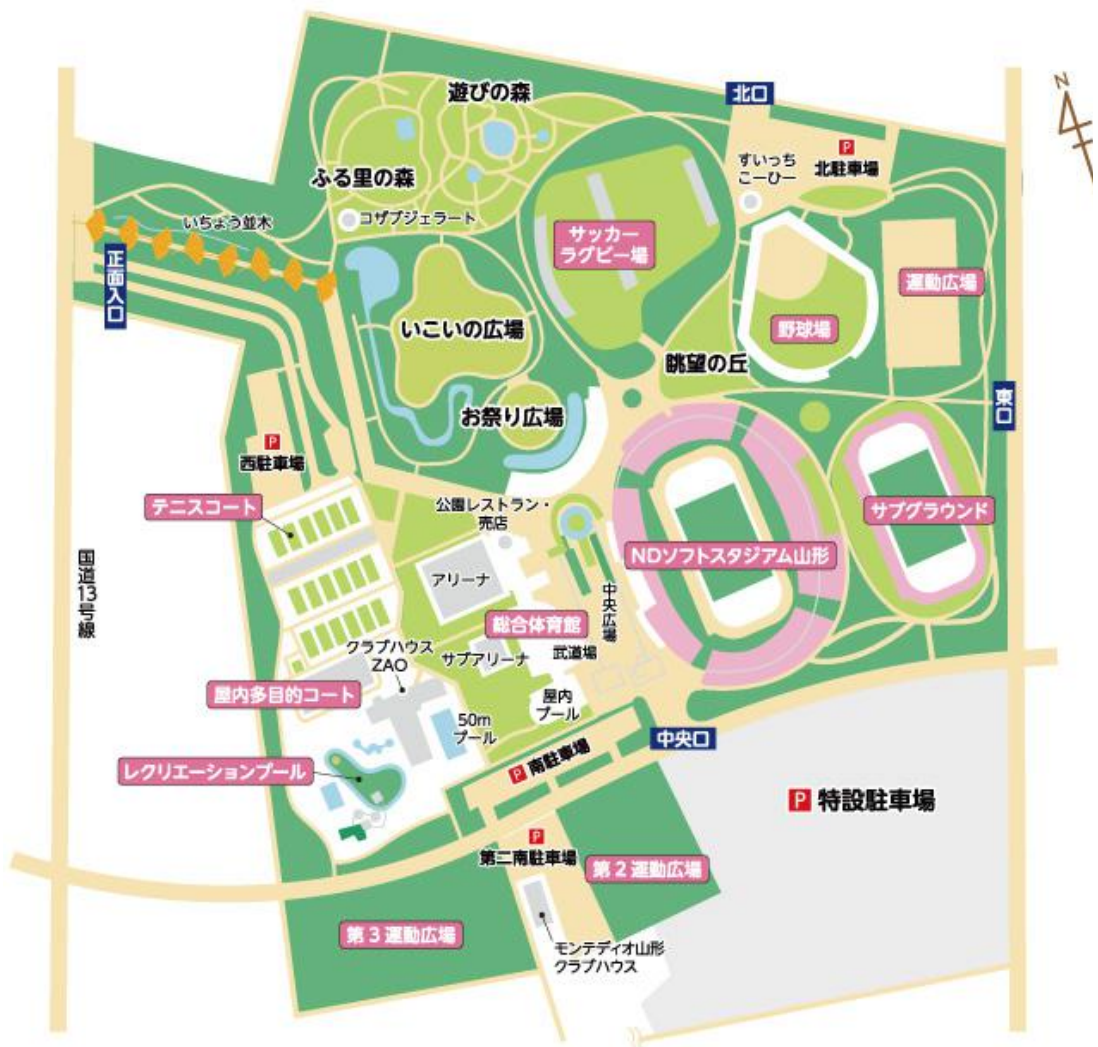 遊びの森
北口
N
P
北駐車場
すいっち
こーひー
ふる里の森
コザブジェラート
いちょう並木
サッカー
ラグビー場
正面入口
運動広場
野球場
いこいの広場
眺望の丘
お祭り広場
東口
P
西駐車場
テニスコート
公園レストラン・
売店
サブグラウンド
NDソフトスタジアム山形
アリーナ
国道13号線
中央広場
総合体育館
武道場
サブアリーナ
クラブハウス
ZAO
屋内多目的コート
屋内
プール
50m
プール
中央口
レクリエーションプール
P 南駐車場
P 特設駐車場
P
第二南駐車場
第2運動広場
第3運動広場
モンテディオ山形
クラブハウス